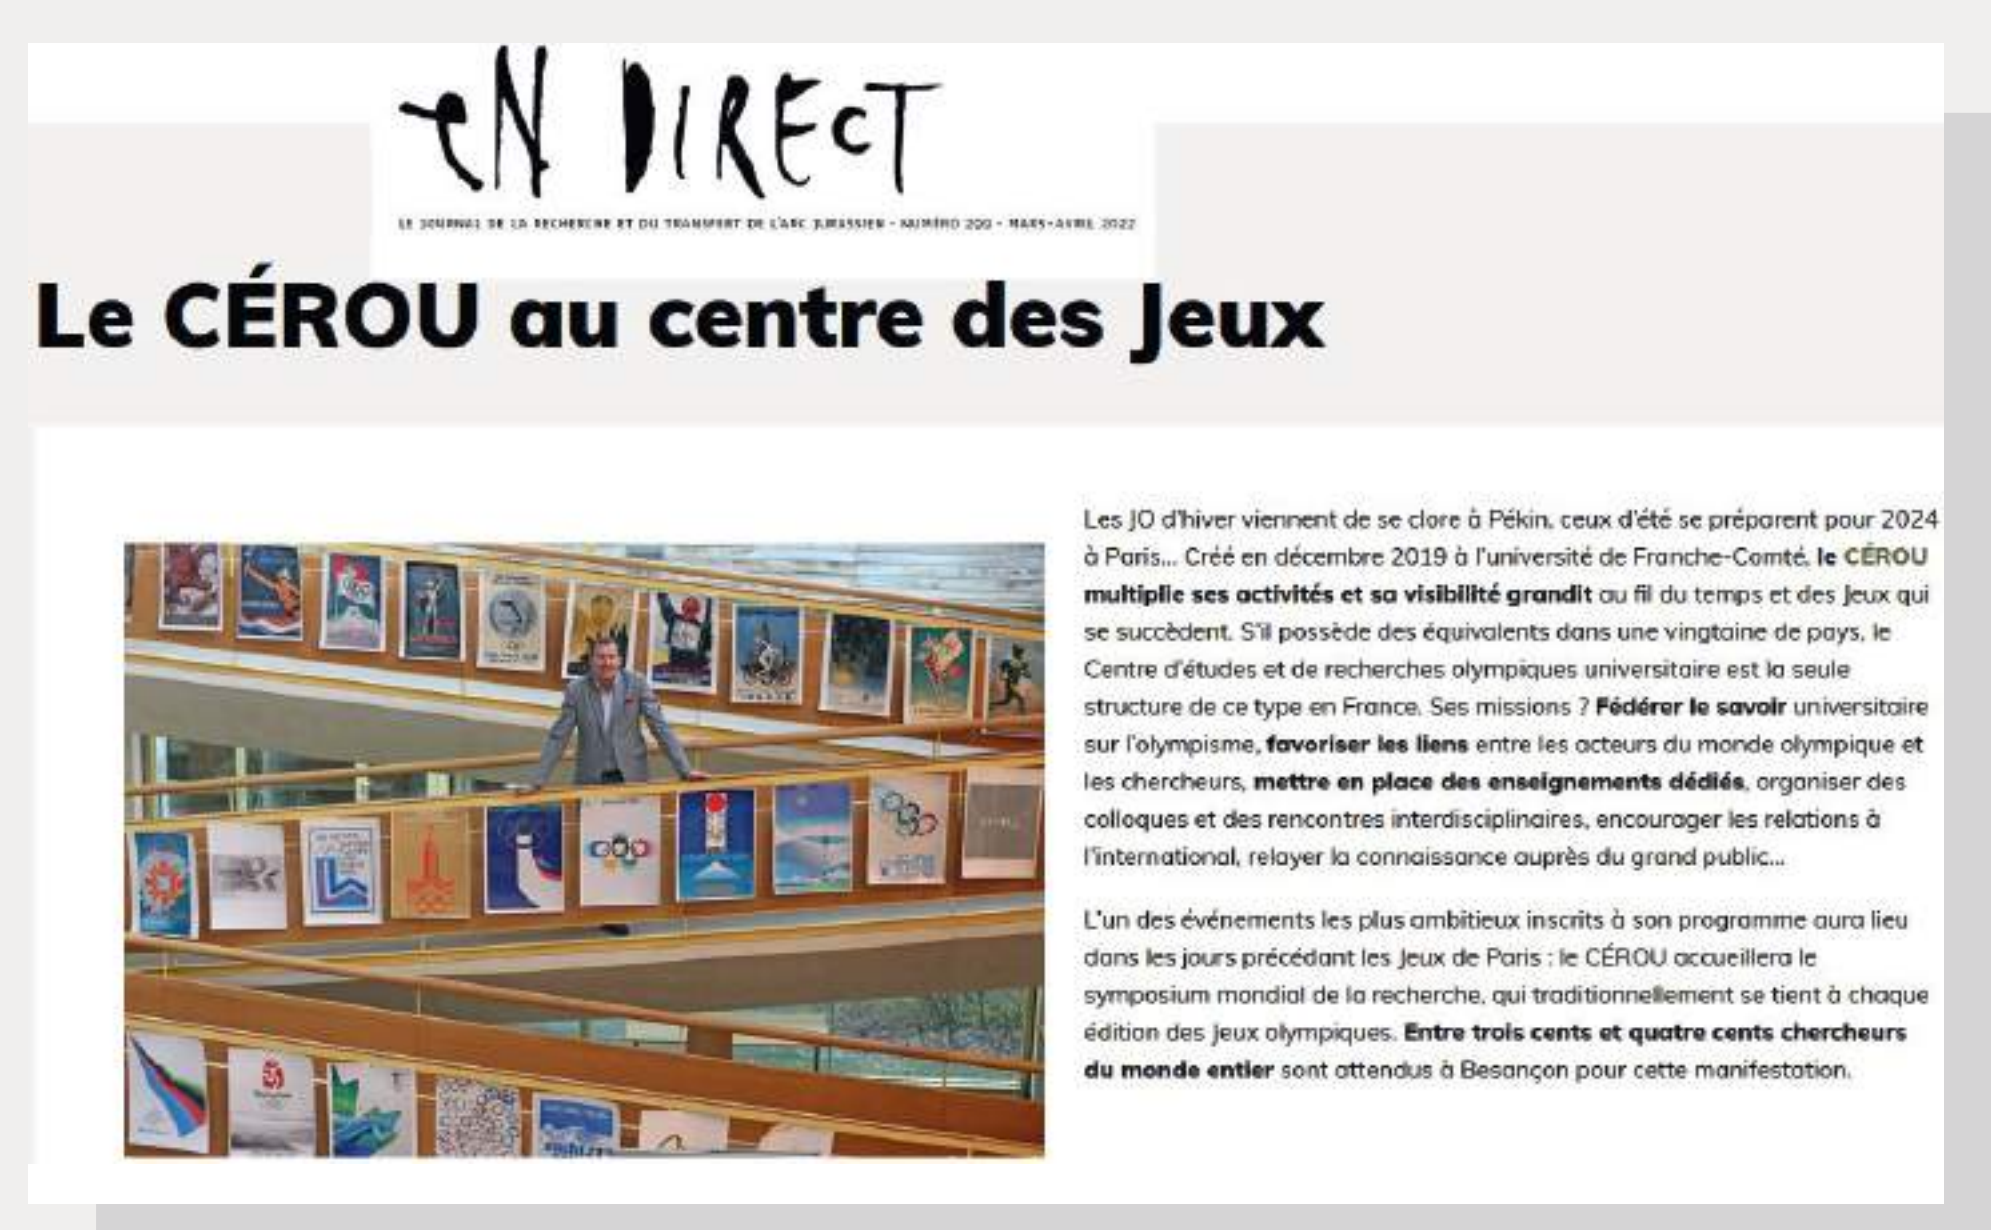 eN DIRECT
LE JOURNAL DE LA RECHERCHE ET DU TRANSFERT DE L'ARC JURASSIEN - NUMÉRO 299 - MARS-AVRIL 2022
Le CÉROU au centre des Jeux
Les JO d'hiver viennent de se clore à Pékin, ceux d'été se préparent pour 2024
à Paris... Créé en décembre 2019 à l'université de Franche-Comté, le CÉROU
multiplie ses activités et sa visibilité grandit au fil du temps et des Jeux qui
se succèdent. S'il possède des équivalents dans une vingtaine de pays, le
Centre d'études et de recherches olympiques universitaire est la seule
structure de ce type en France. Ses missions ? Fédérer le savoir universitaire
sur l'olympisme, favoriser les liens entre les acteurs du monde olympique et
les chercheurs, mettre en place des enseignements dédiés, organiser des
colloques et des rencontres interdisciplinaires, encourager les relations à
l'international, relayer la connaissance auprès du grand public...
L'un des événements les plus ambitieux inscrits à son programme aura lieu
dans les jours précédant les Jeux de Paris : le CÉROU accueillera le
symposium mondial de la recherche, qui traditionnellement se tient à chaque
édition des Jeux olympiques. Entre trois cents et quatre cents chercheurs
du monde entier sont attendus à Besançon pour cette manifestation.